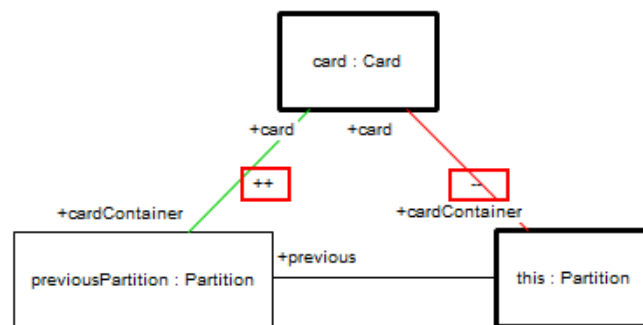 card : Card
+card
+card
++
--
+cardContainer
+cardContainer
+previous
previousPartition : Partition
this : Partition